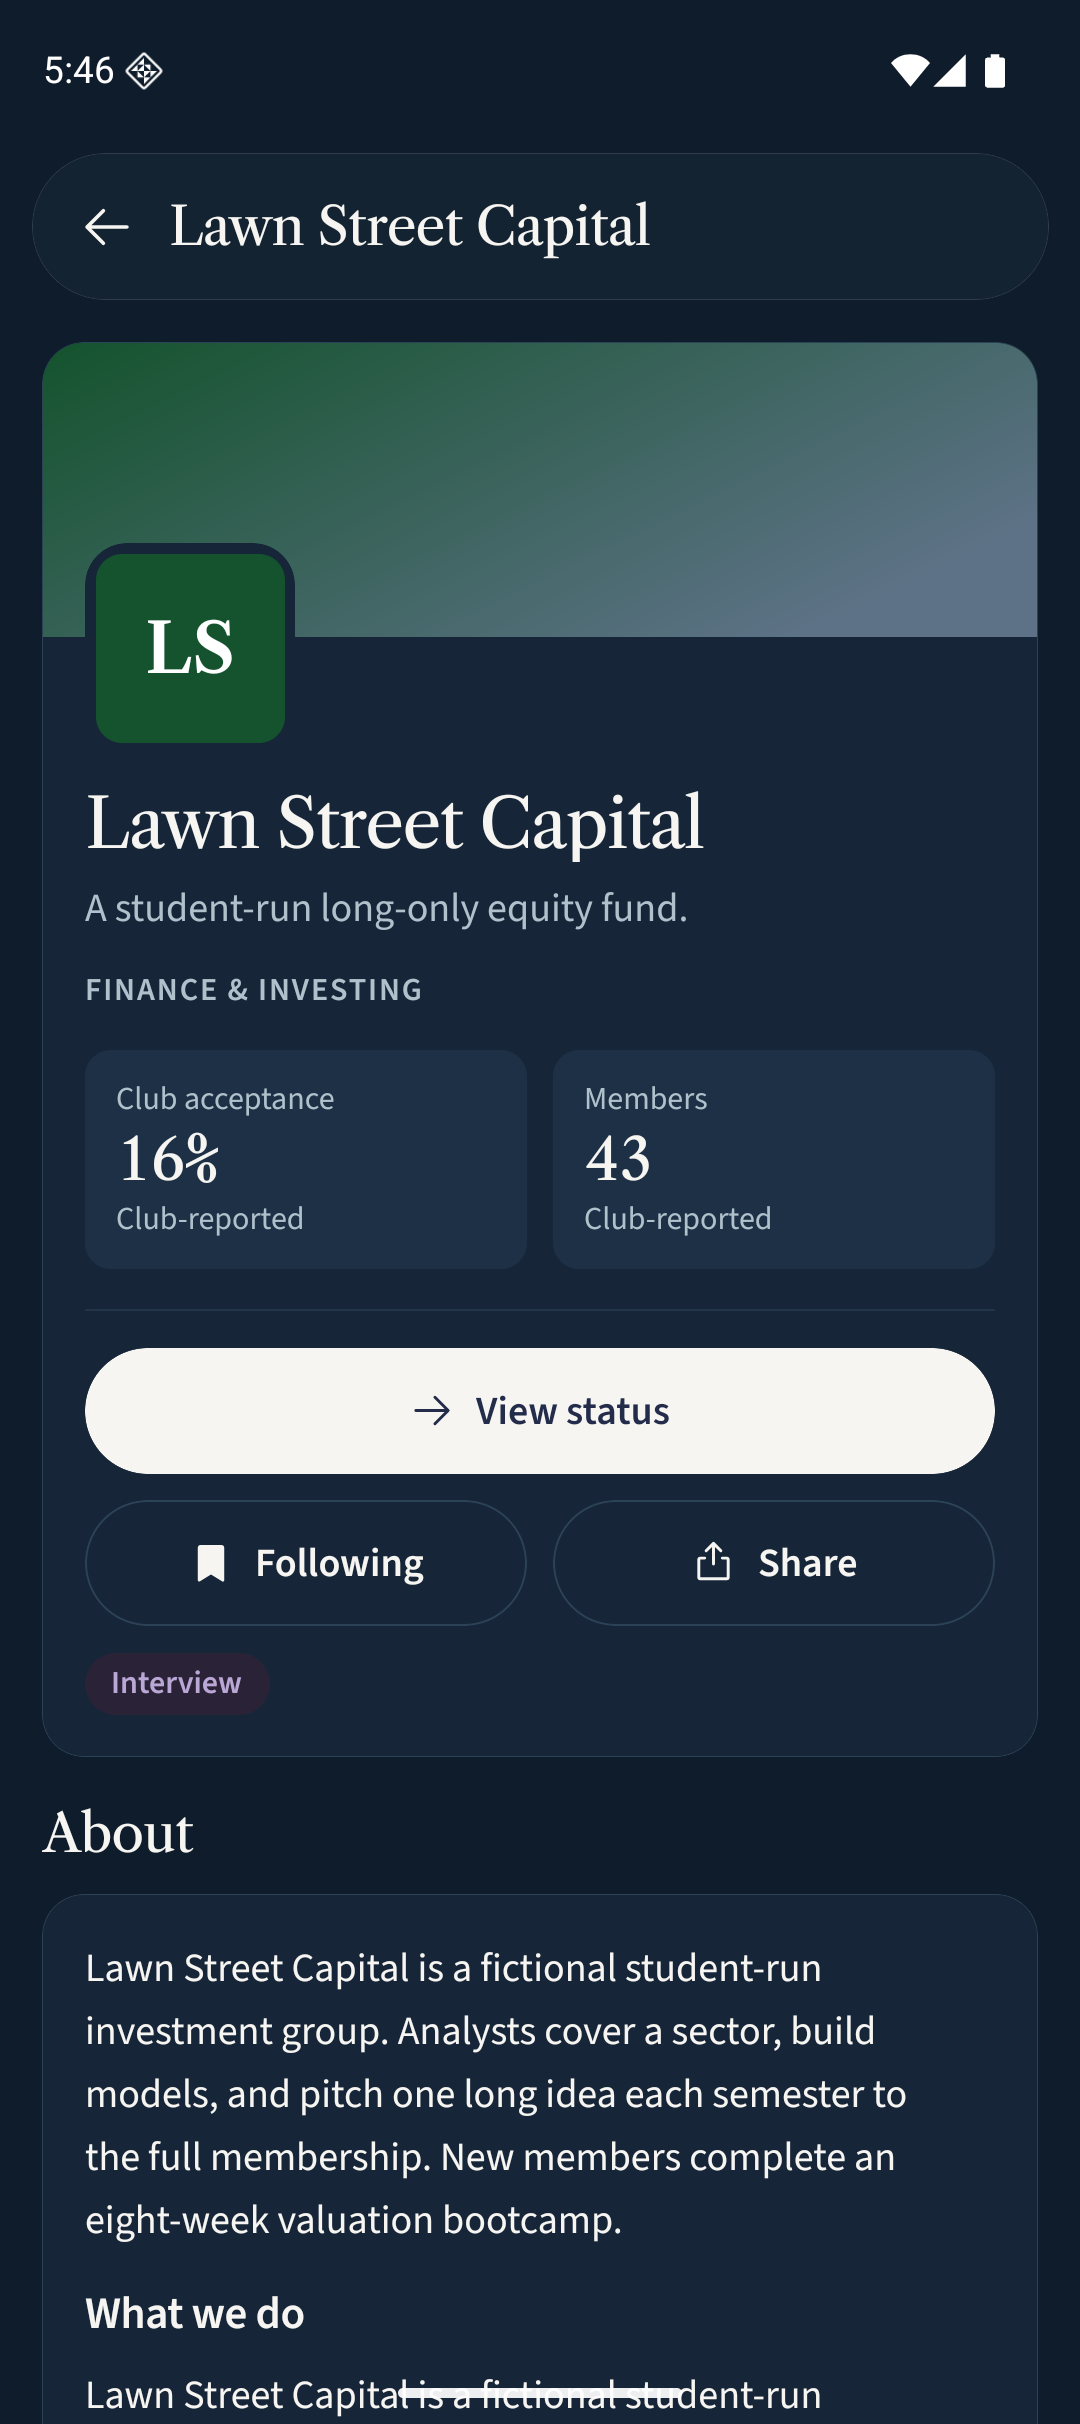 5:46
Lawn Street Capital
LS
Lawn Street Capital
A student-run long-only equity fund.
FINANCE & INVESTING
Club acceptance
16%
Club-reported
Members
43
Club-reported
View status
Following
Share
Interview
About
Lawn Street Capital is a fictional student-run
investment group. Analysts cover a sector, build
models, and pitch one long idea each semester to
the full membership. New members complete an
eight-week valuation bootcamp.
What we do
Lawn Street Capital is a fictional student-run